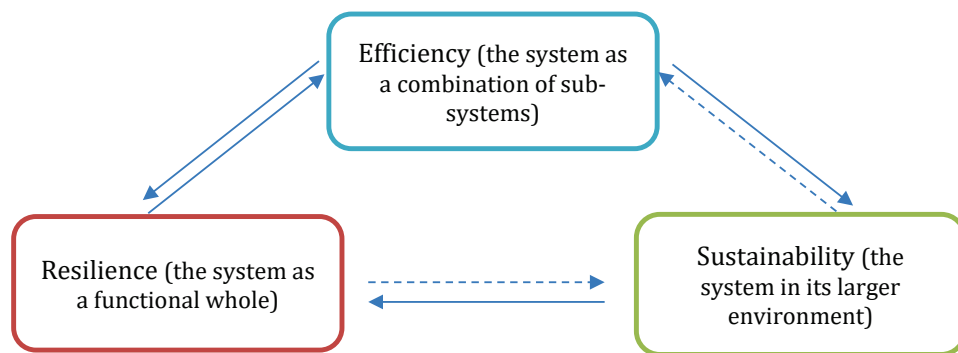 Efficiency (the system as
a combination of sub-
systems)
Resilience (the system as
a functional whole)
Sustainability (the
system in its larger
environment)